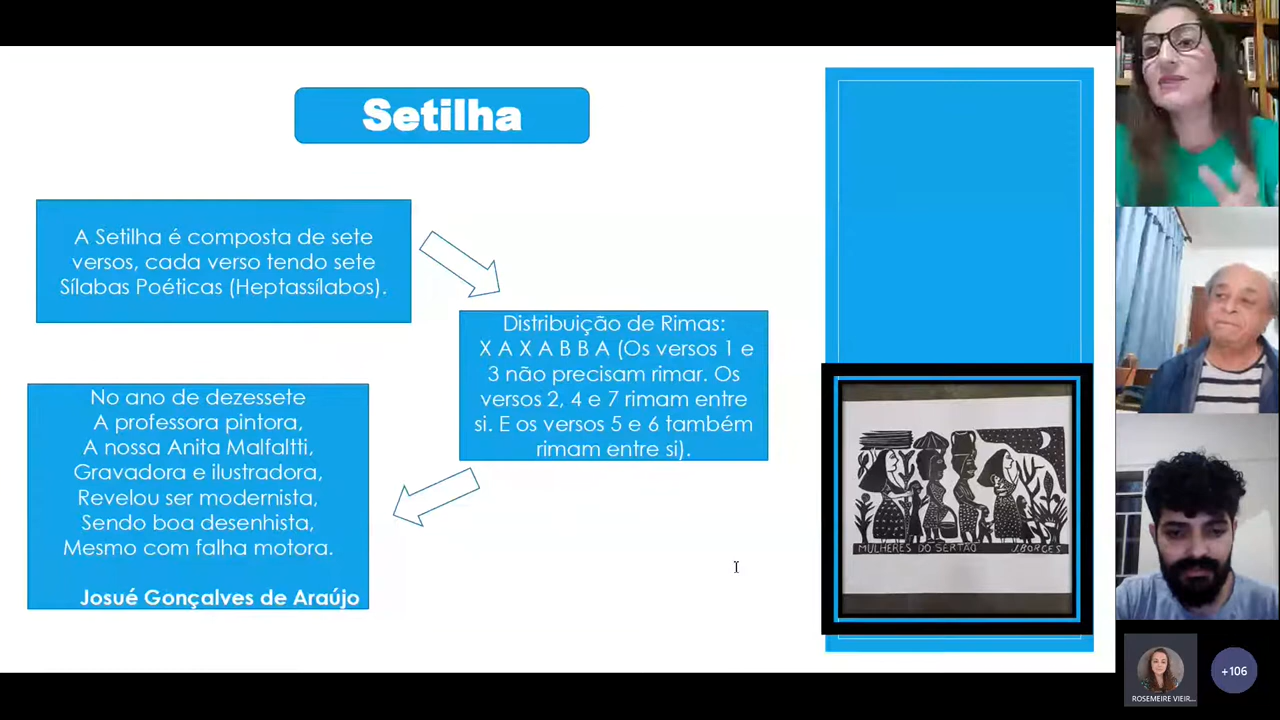 Setilha
A Setilha é composta de sete
versos, cada verso tendo sete
Sílabas Poéticas (Heptassílabos).
Distribuição de Rimas:
X A X A B B A (Os versos 1 e
3 não precisam rimar. Os
versos 2, 4 e 7 rimam entre
si. E os versos 5 e 6 também
rimam entre si).
No ano de dezessete
A professora pintora,
A nossa Anita Malfaltti,
Gravadora e ilustradora,
Revelou ser modernista,
Sendo boa desenhista,
Mesmo com falha motora.
Josué Gonçalves de Araújo
MULHERES DO SERTÃO J.BORGES
ROSEMEIRE VIEIR...
+106